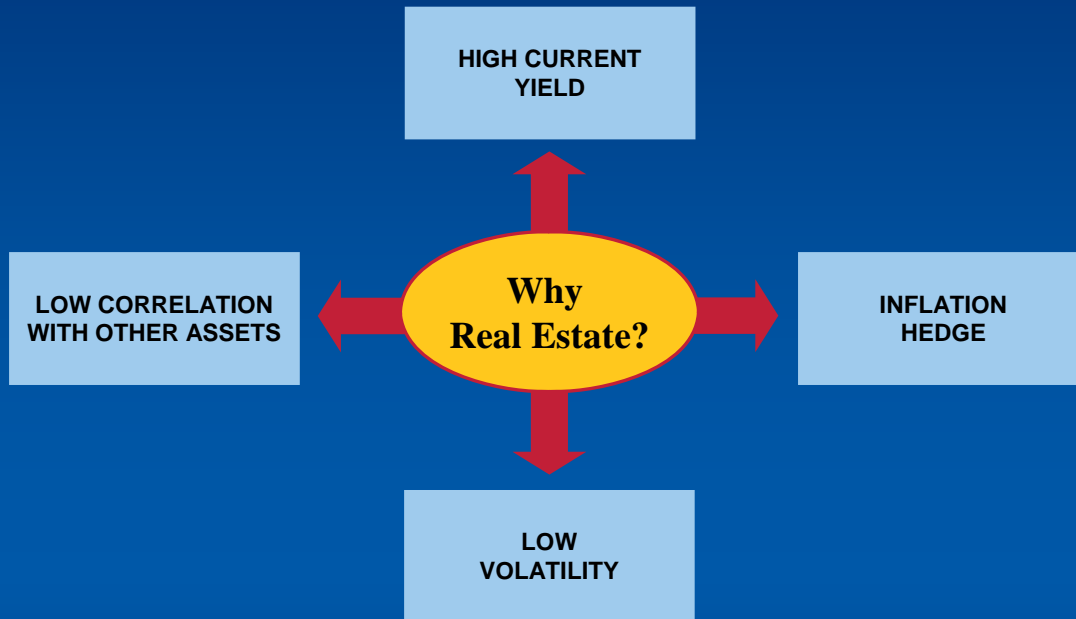 HIGH CURRENT
YIELD
LOW CORRELATION
WITH OTHER ASSETS
Why
Real Estate?
INFLATION
HEDGE
LOW
VOLATILITY